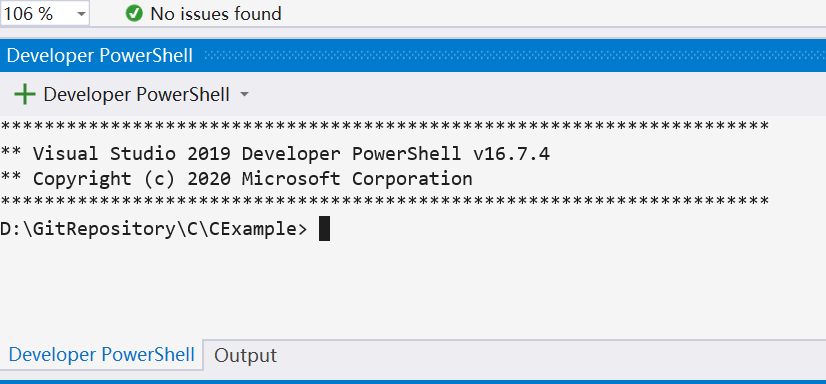 106 %
No issues found
Developer PowerShell
Developer PowerShell
**********************************************************************
** Visual Studio 2019 Developer PowerShell v16.7.4
** Copyright (c) 2020 Microsoft Corporation
**********************************************************************
D:\GitRepository\C\CExample>
Developer PowerShell
Output